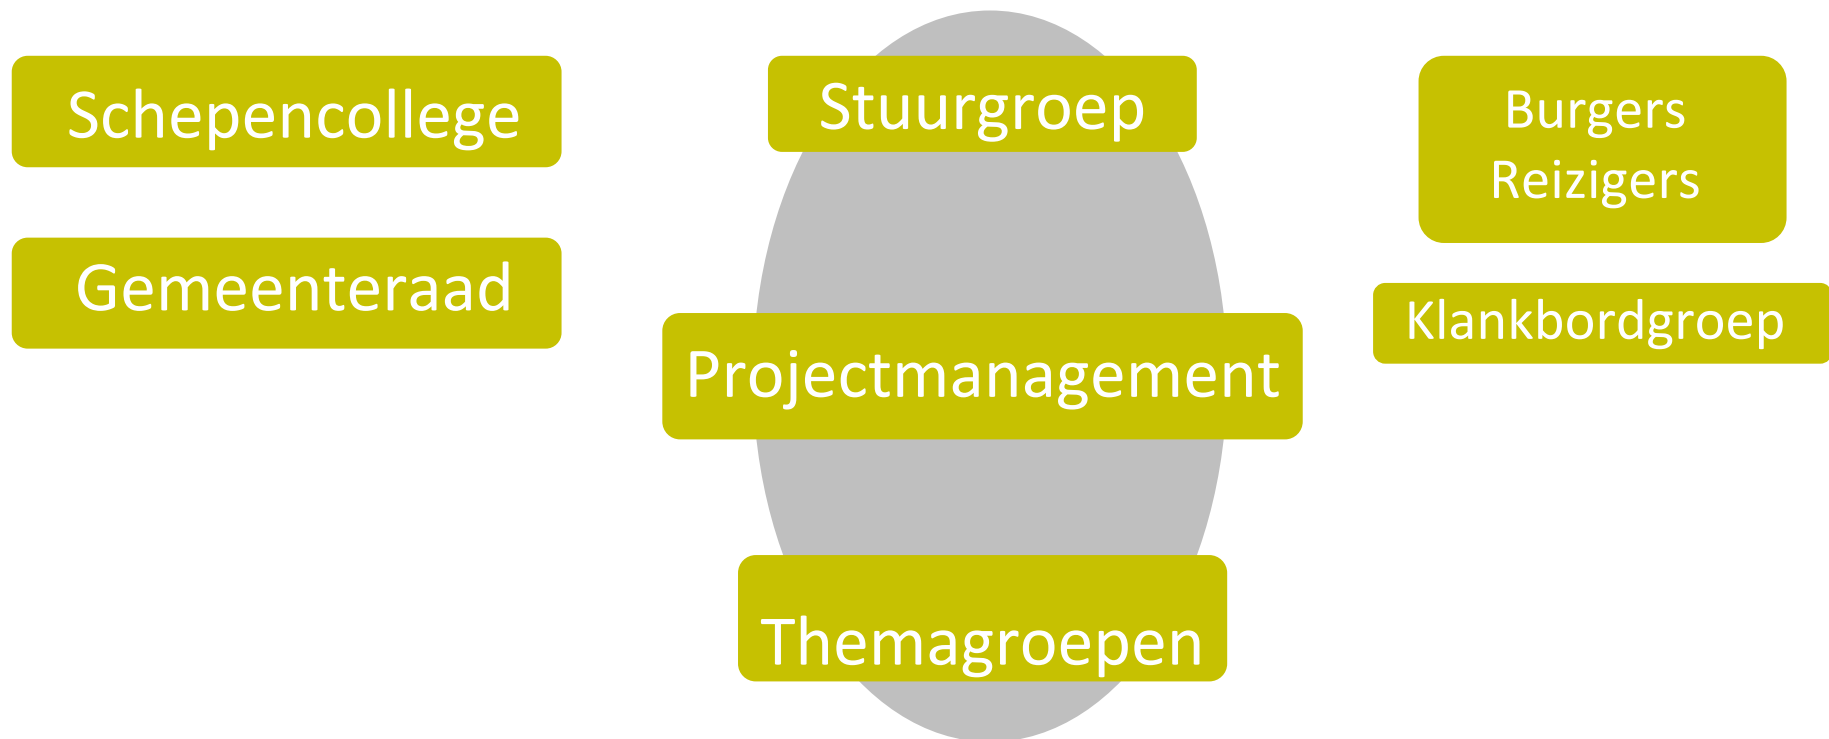 Schepencollege
Gemeenteraad
Stuurgroep
Projectmanagement
Themagroepen
Burgers
Reizigers
Klankbordgroep